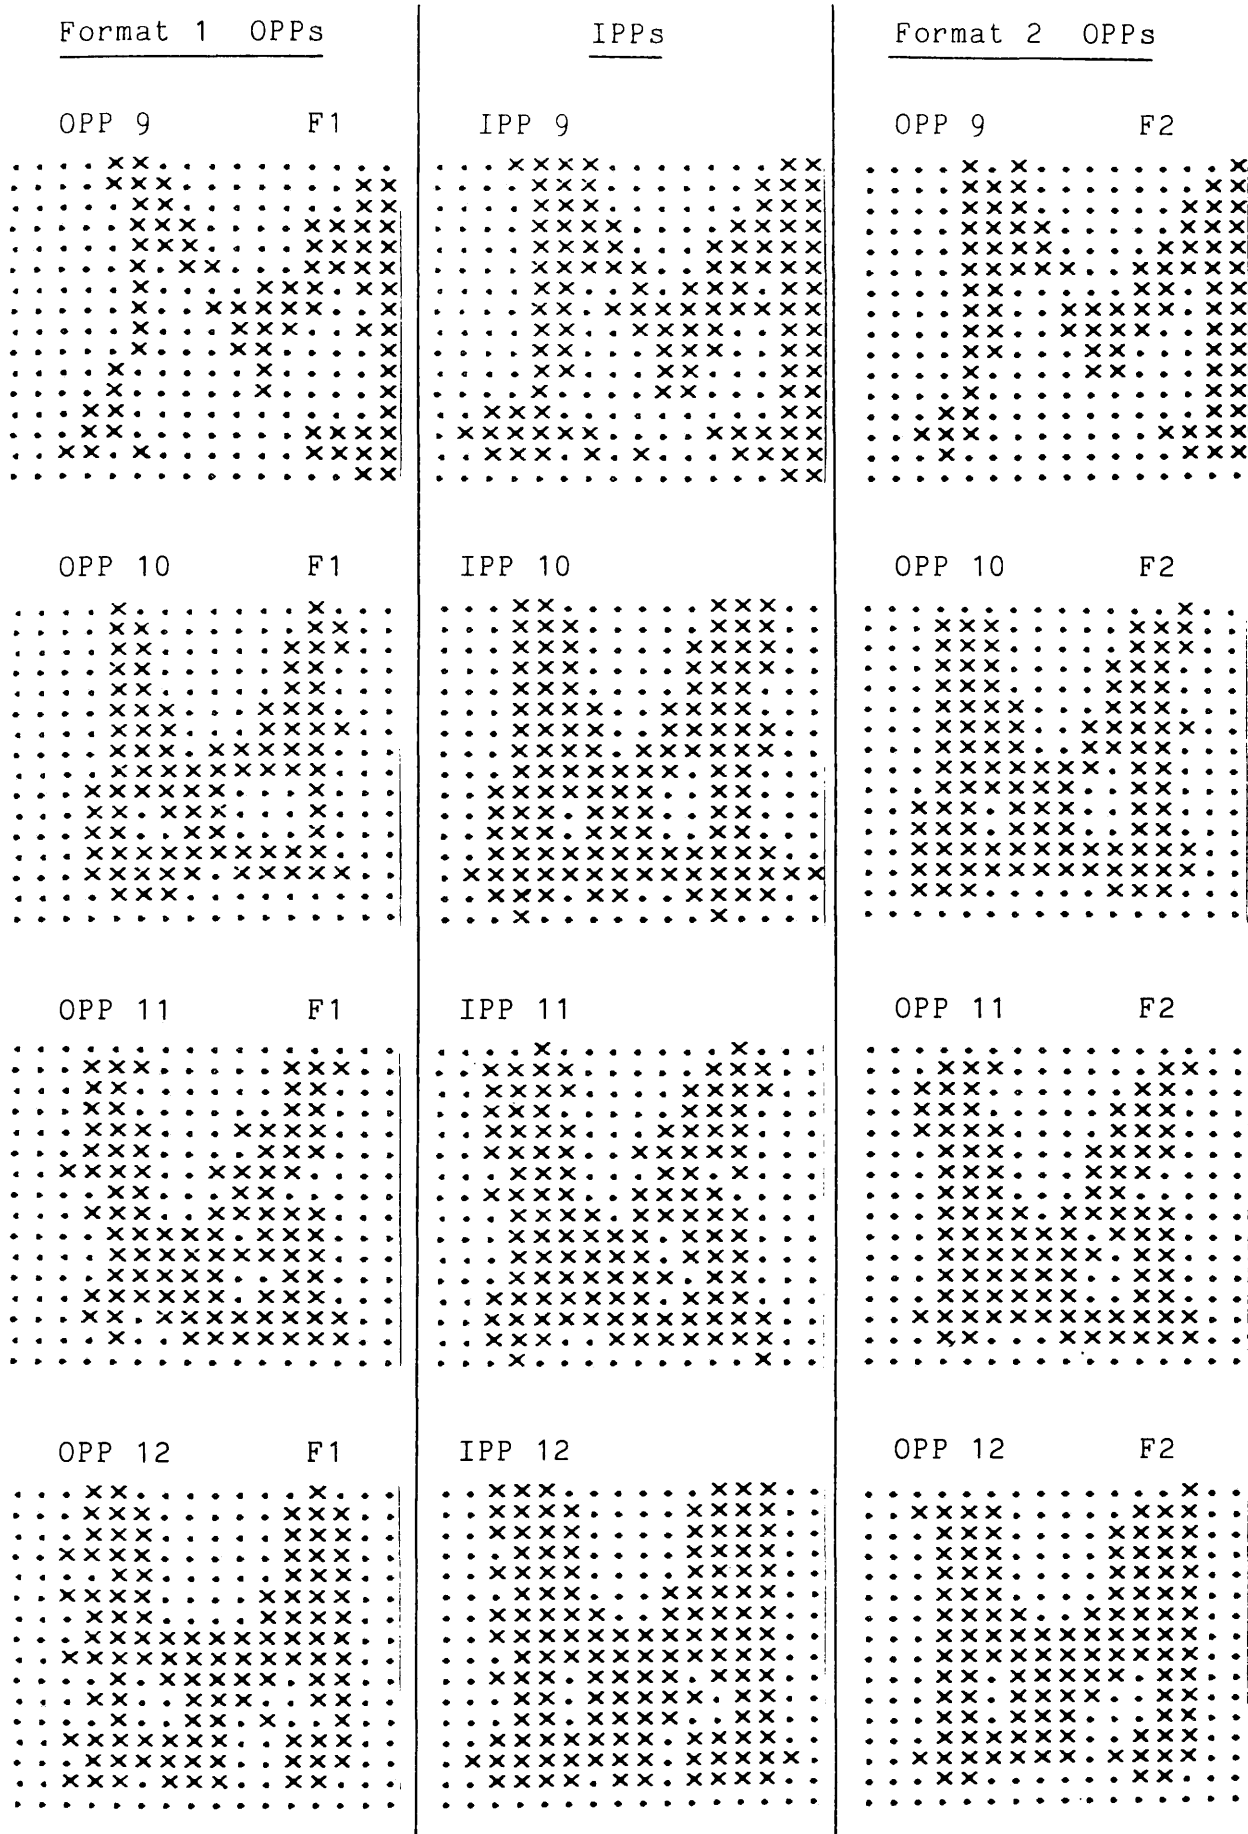 Format 1 OPPs
IPPs
Format 2 OPPs
OPP 9 F1
IPP 9
OPP 9 F2
OPP 10 F1
IPP 10
OPP 10 F2
OPP 11 F1
IPP 11
OPP 11 F2
OPP 12 F1
IPP 12
OPP 12 F2